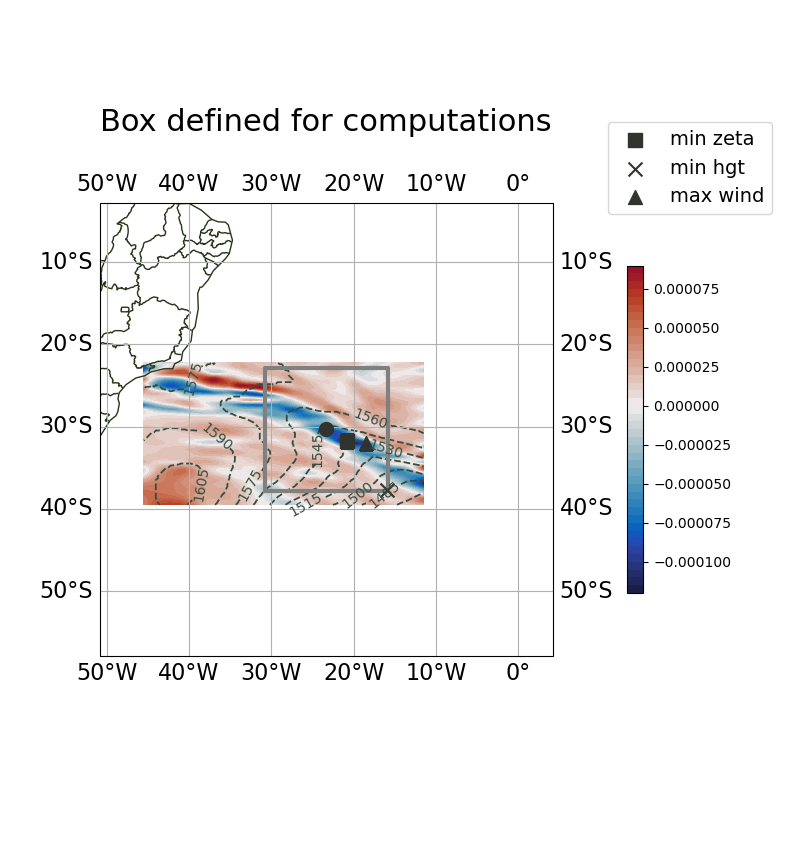 Box defined for computations
min zeta
min hgt
max wind
50°W 40°W 30°W 20°W 10°W 0°
10°S 10°S
20°S 20°S
30°S 30°S
40°S 40°S
50°S 50°S
50°W 40°W 30°W 20°W 10°W 0°
1575
1590
1605
1575
1545
1560
1530
1515
1500
0.000075
0.000050
0.000025
0.000000
−0.000025
−0.000050
−0.000075
−0.000100